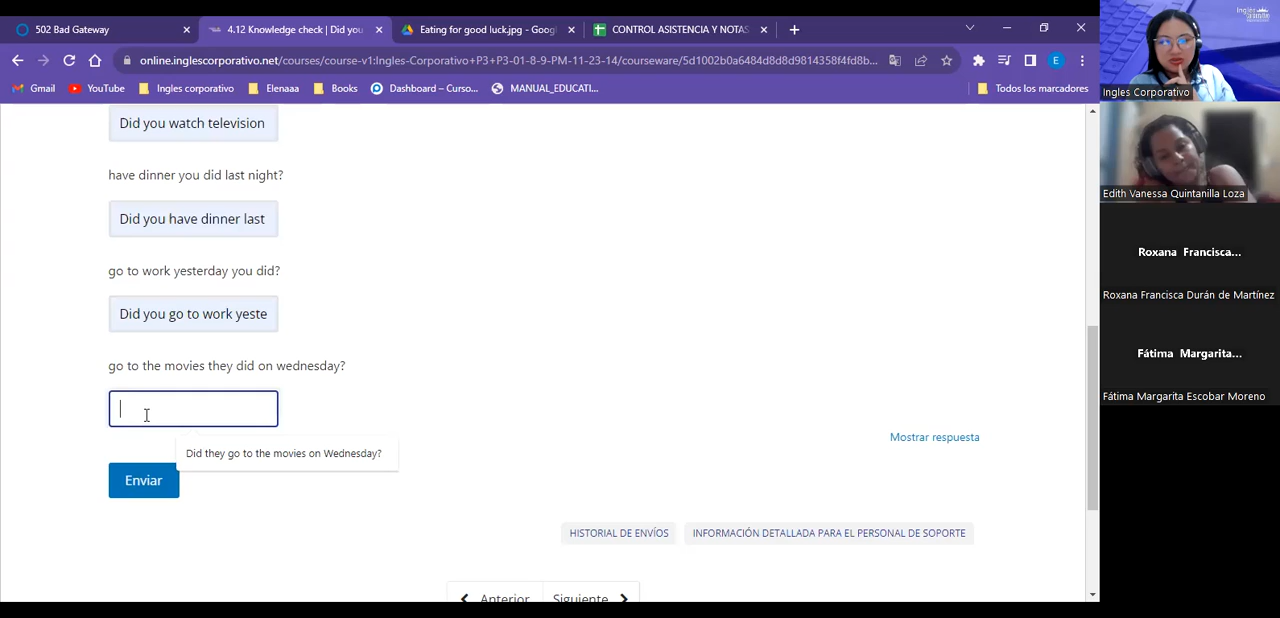 502 Bad Gateway
4.12 Knowledge check | Did you
Eating for good luck.jpg - Googl
CONTROL ASISTENCIA Y NOTAS
online.inglescorporativo.net/courses/course-v1:Ingles-Corporativo+P3+P3-01-8-9-PM-11-23-14/courseware/5d1002b0a6484d8d8d9814358f4fd8b...
E
Gmail
YouTube
Ingles corporativo
Elenaaa
Books
Dashboard – Curso...
MANUAL_EDUCATI...
Todos los marcadores
Did you watch television
have dinner you did last night?
Did you have dinner last
go to work yesterday you did?
Did you go to work yeste
go to the movies they did on wednesday?
Did they go to the movies on Wednesday?
Mostrar respuesta
Enviar
HISTORIAL DE ENVÍOS
INFORMACIÓN DETALLADA PARA EL PERSONAL DE SOPORTE
Anterior
Siguiente
Ingles Corporativo
Edith Vanessa Quintanilla Loza
Roxana Francisca...
Roxana Francisca Durán de Martínez
Fátima Margarita...
Fátima Margarita Escobar Moreno